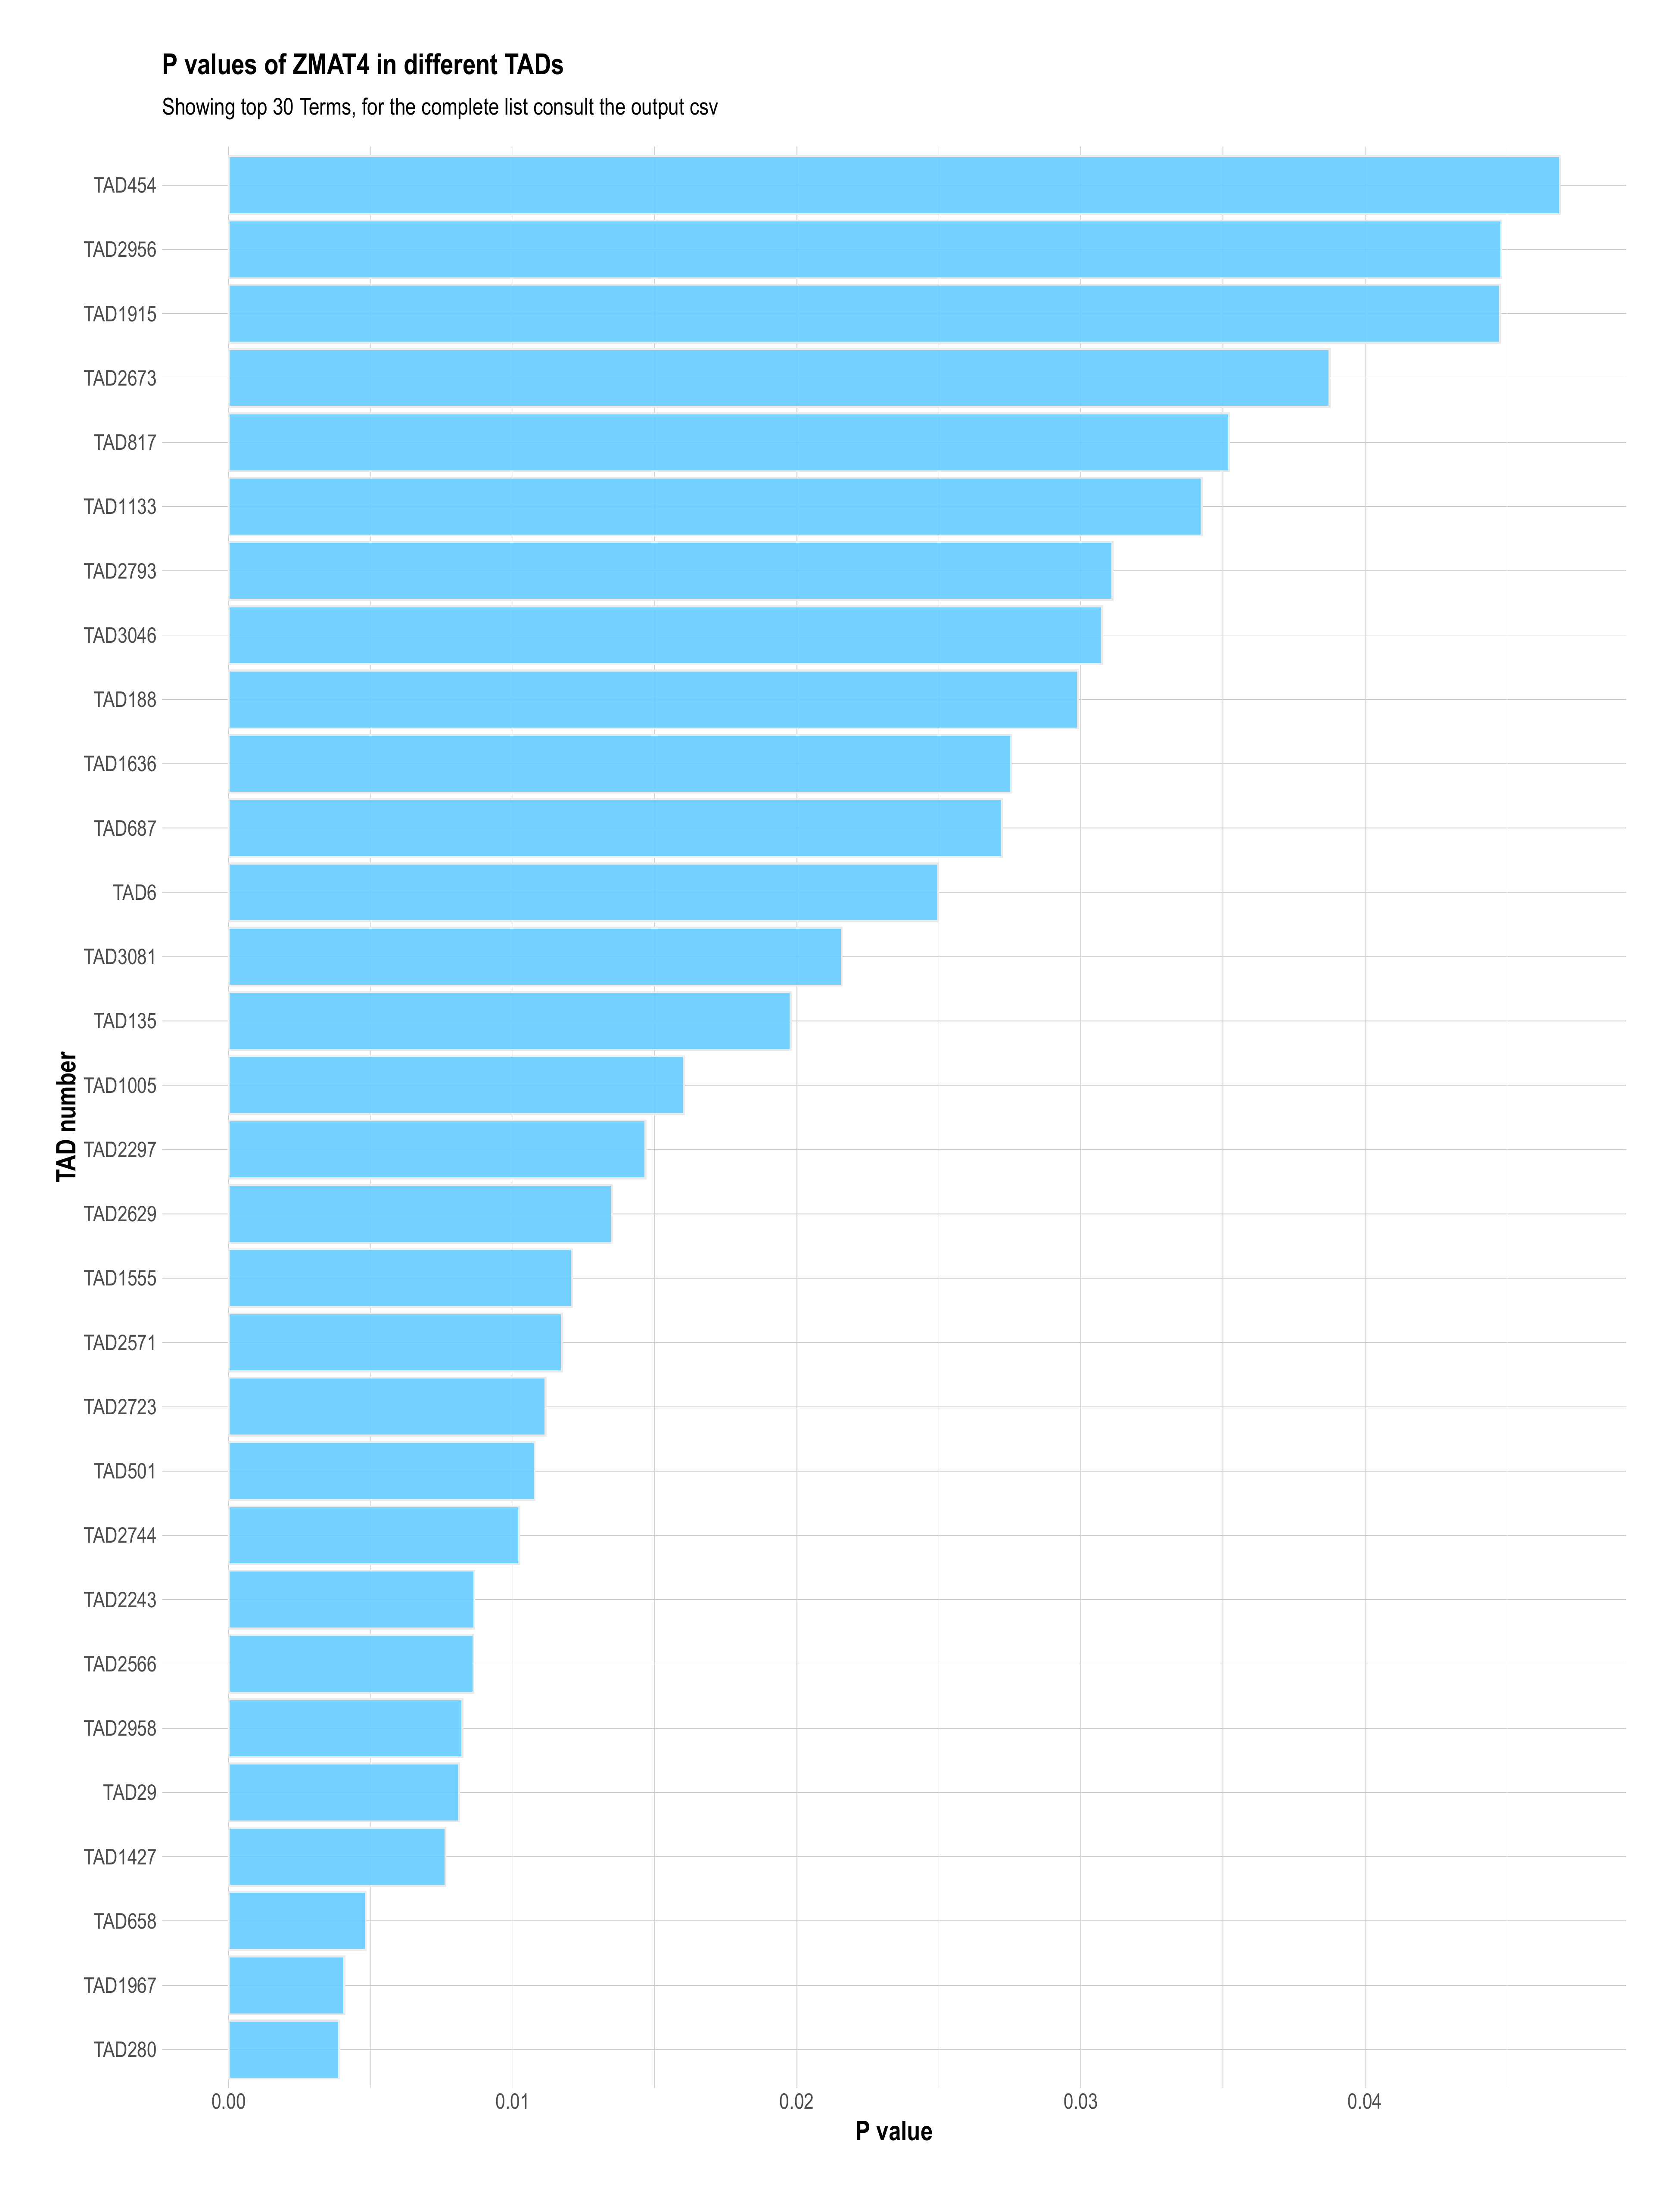 P values of ZMAT4 in different TADs
Showing top 30 Terms, for the complete list consult the output csv
TAD number
TAD454
TAD2956
TAD1915
TAD2673
TAD817
TAD1133
TAD2793
TAD3046
TAD188
TAD1636
TAD687
TAD6
TAD3081
TAD135
TAD1005
TAD2297
TAD2629
TAD1555
TAD2571
TAD2723
TAD501
TAD2744
TAD2243
TAD2566
TAD2958
TAD29
TAD1427
TAD658
TAD1967
TAD280
0.00 0.01 0.02 0.03 0.04
P value